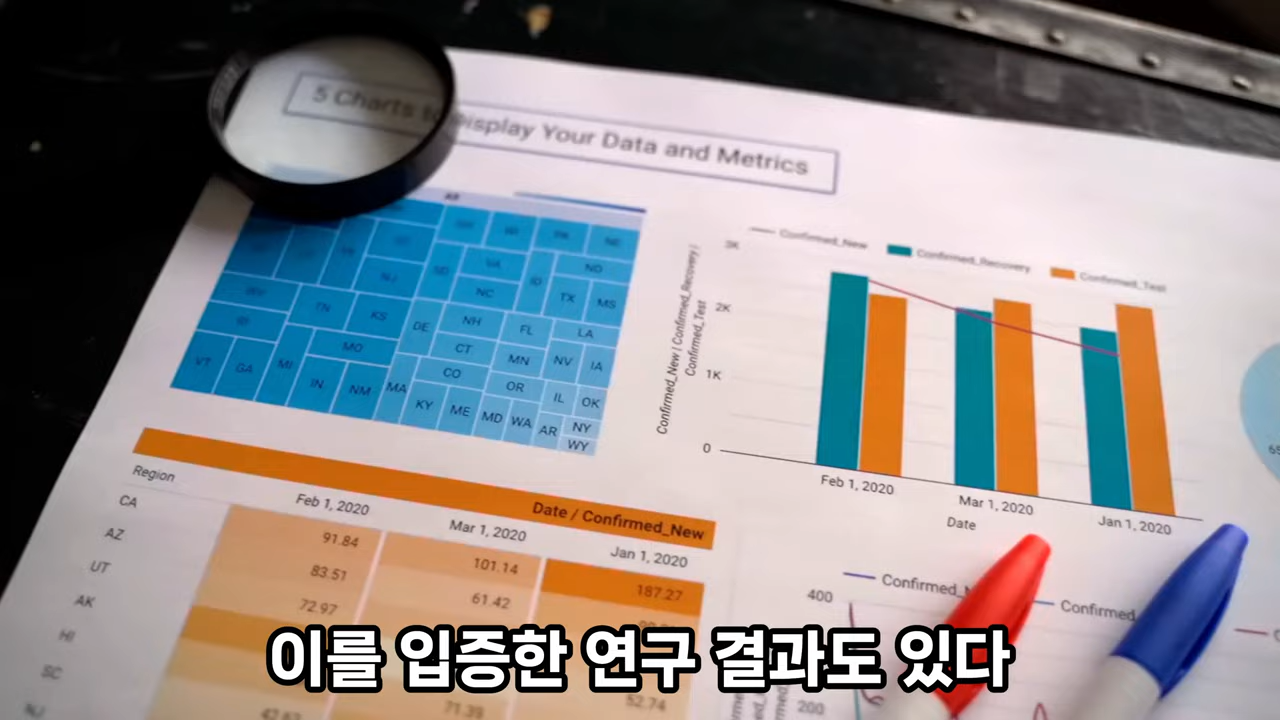 5 Charts to Display Your Data and Metrics
NJ
VA
ND
NC
ID
TX
MS
TN
KS
DE
NH
FL
LA
MO
CT
MN
NV
IA
VT
GA
MI
IN
NM
MA
CO
OR
IL
OK
KY
ME
MD
WA
AR
NY
WY
Confirmed_New
Confirmed_Recovery
Confirmed_Test
Confirmed_New | Confirmed_Recovery |
Confirmed_Test
3K
2K
1K
0
Feb 1, 2020
Mar 1, 2020
Jan 1, 2020
Date
Date / Confirmed_New
Region
Feb 1, 2020
Mar 1, 2020
Jan 1, 2020
CA
91.84
101.14
187.27
AZ
83.51
61.42
UT
72.97
AK
HI
SC
52.74
NJ
71.39
Confirmed
400
200
이를 입증한 연구 결과도 있다